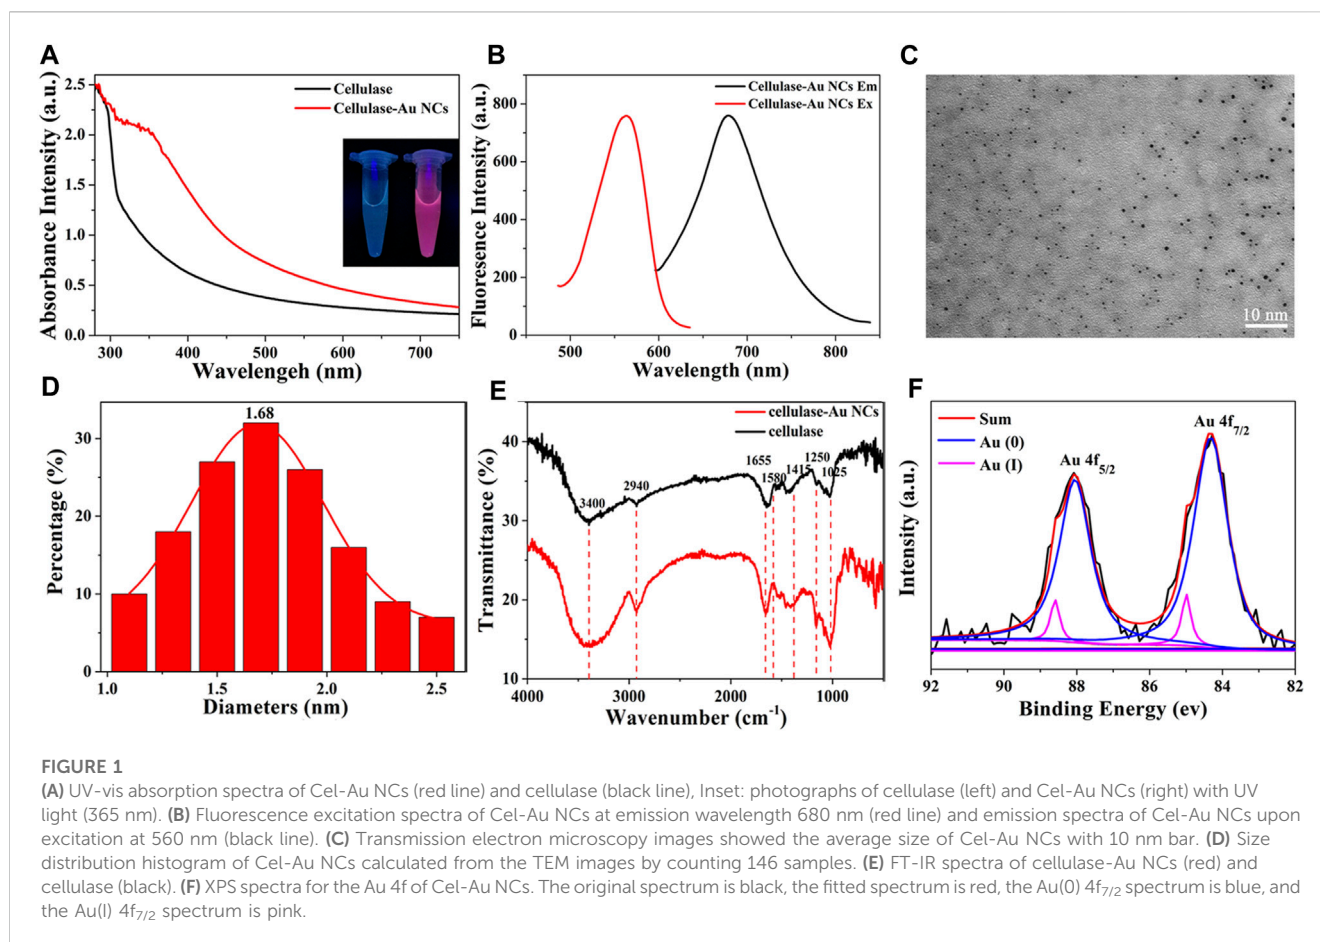 A
Absorbance Intensity (a.u.)
2.5
2.0
1.5
1.0
0.5
0.0
Cellulase
Cellulase-Au NCs
300
400
500
600
700
Wavelengeh (nm)
B
Fluoresence Intensity (a.u.)
800
600
400
200
0
Cellulase-Au NCs Em
Cellulase-Au NCs Ex
500
600
700
800
Wavelength (nm)
C
10 nm
D
Percentage (%)
30
20
10
0
1.68
1.0
1.5
2.0
2.5
Diameters (nm)
E
Transmittance (%)
40
30
20
10
cellulase-Au NCs
cellulase
3400
2940
1655
1580
1415
1250
1025
4000
3000
2000
1000
Wavenumber (cm⁻¹)
F
Intensity (a.u.)
Sum
Au (0)
Au (I)
Au 4f5/2
Au 4f7/2
92
90
88
86
84
82
Binding Energy (ev)
FIGURE 1
(A) UV-vis absorption spectra of Cel-Au NCs (red line) and cellulase (black line), Inset: photographs of cellulase (left) and Cel-Au NCs (right) with UV
light (365 nm). (B) Fluorescence excitation spectra of Cel-Au NCs at emission wavelength 680 nm (red line) and emission spectra of Cel-Au NCs upon
excitation at 560 nm (black line). (C) Transmission electron microscopy images showed the average size of Cel-Au NCs with 10 nm bar. (D) Size
distribution histogram of Cel-Au NCs calculated from the TEM images by counting 146 samples. (E) FT-IR spectra of cellulase-Au NCs (red) and
cellulase (black). (F) XPS spectra for the Au 4f of Cel-Au NCs. The original spectrum is black, the fitted spectrum is red, the Au(0) 4f7/2 spectrum is blue, and
the Au(I) 4f7/2 spectrum is pink.